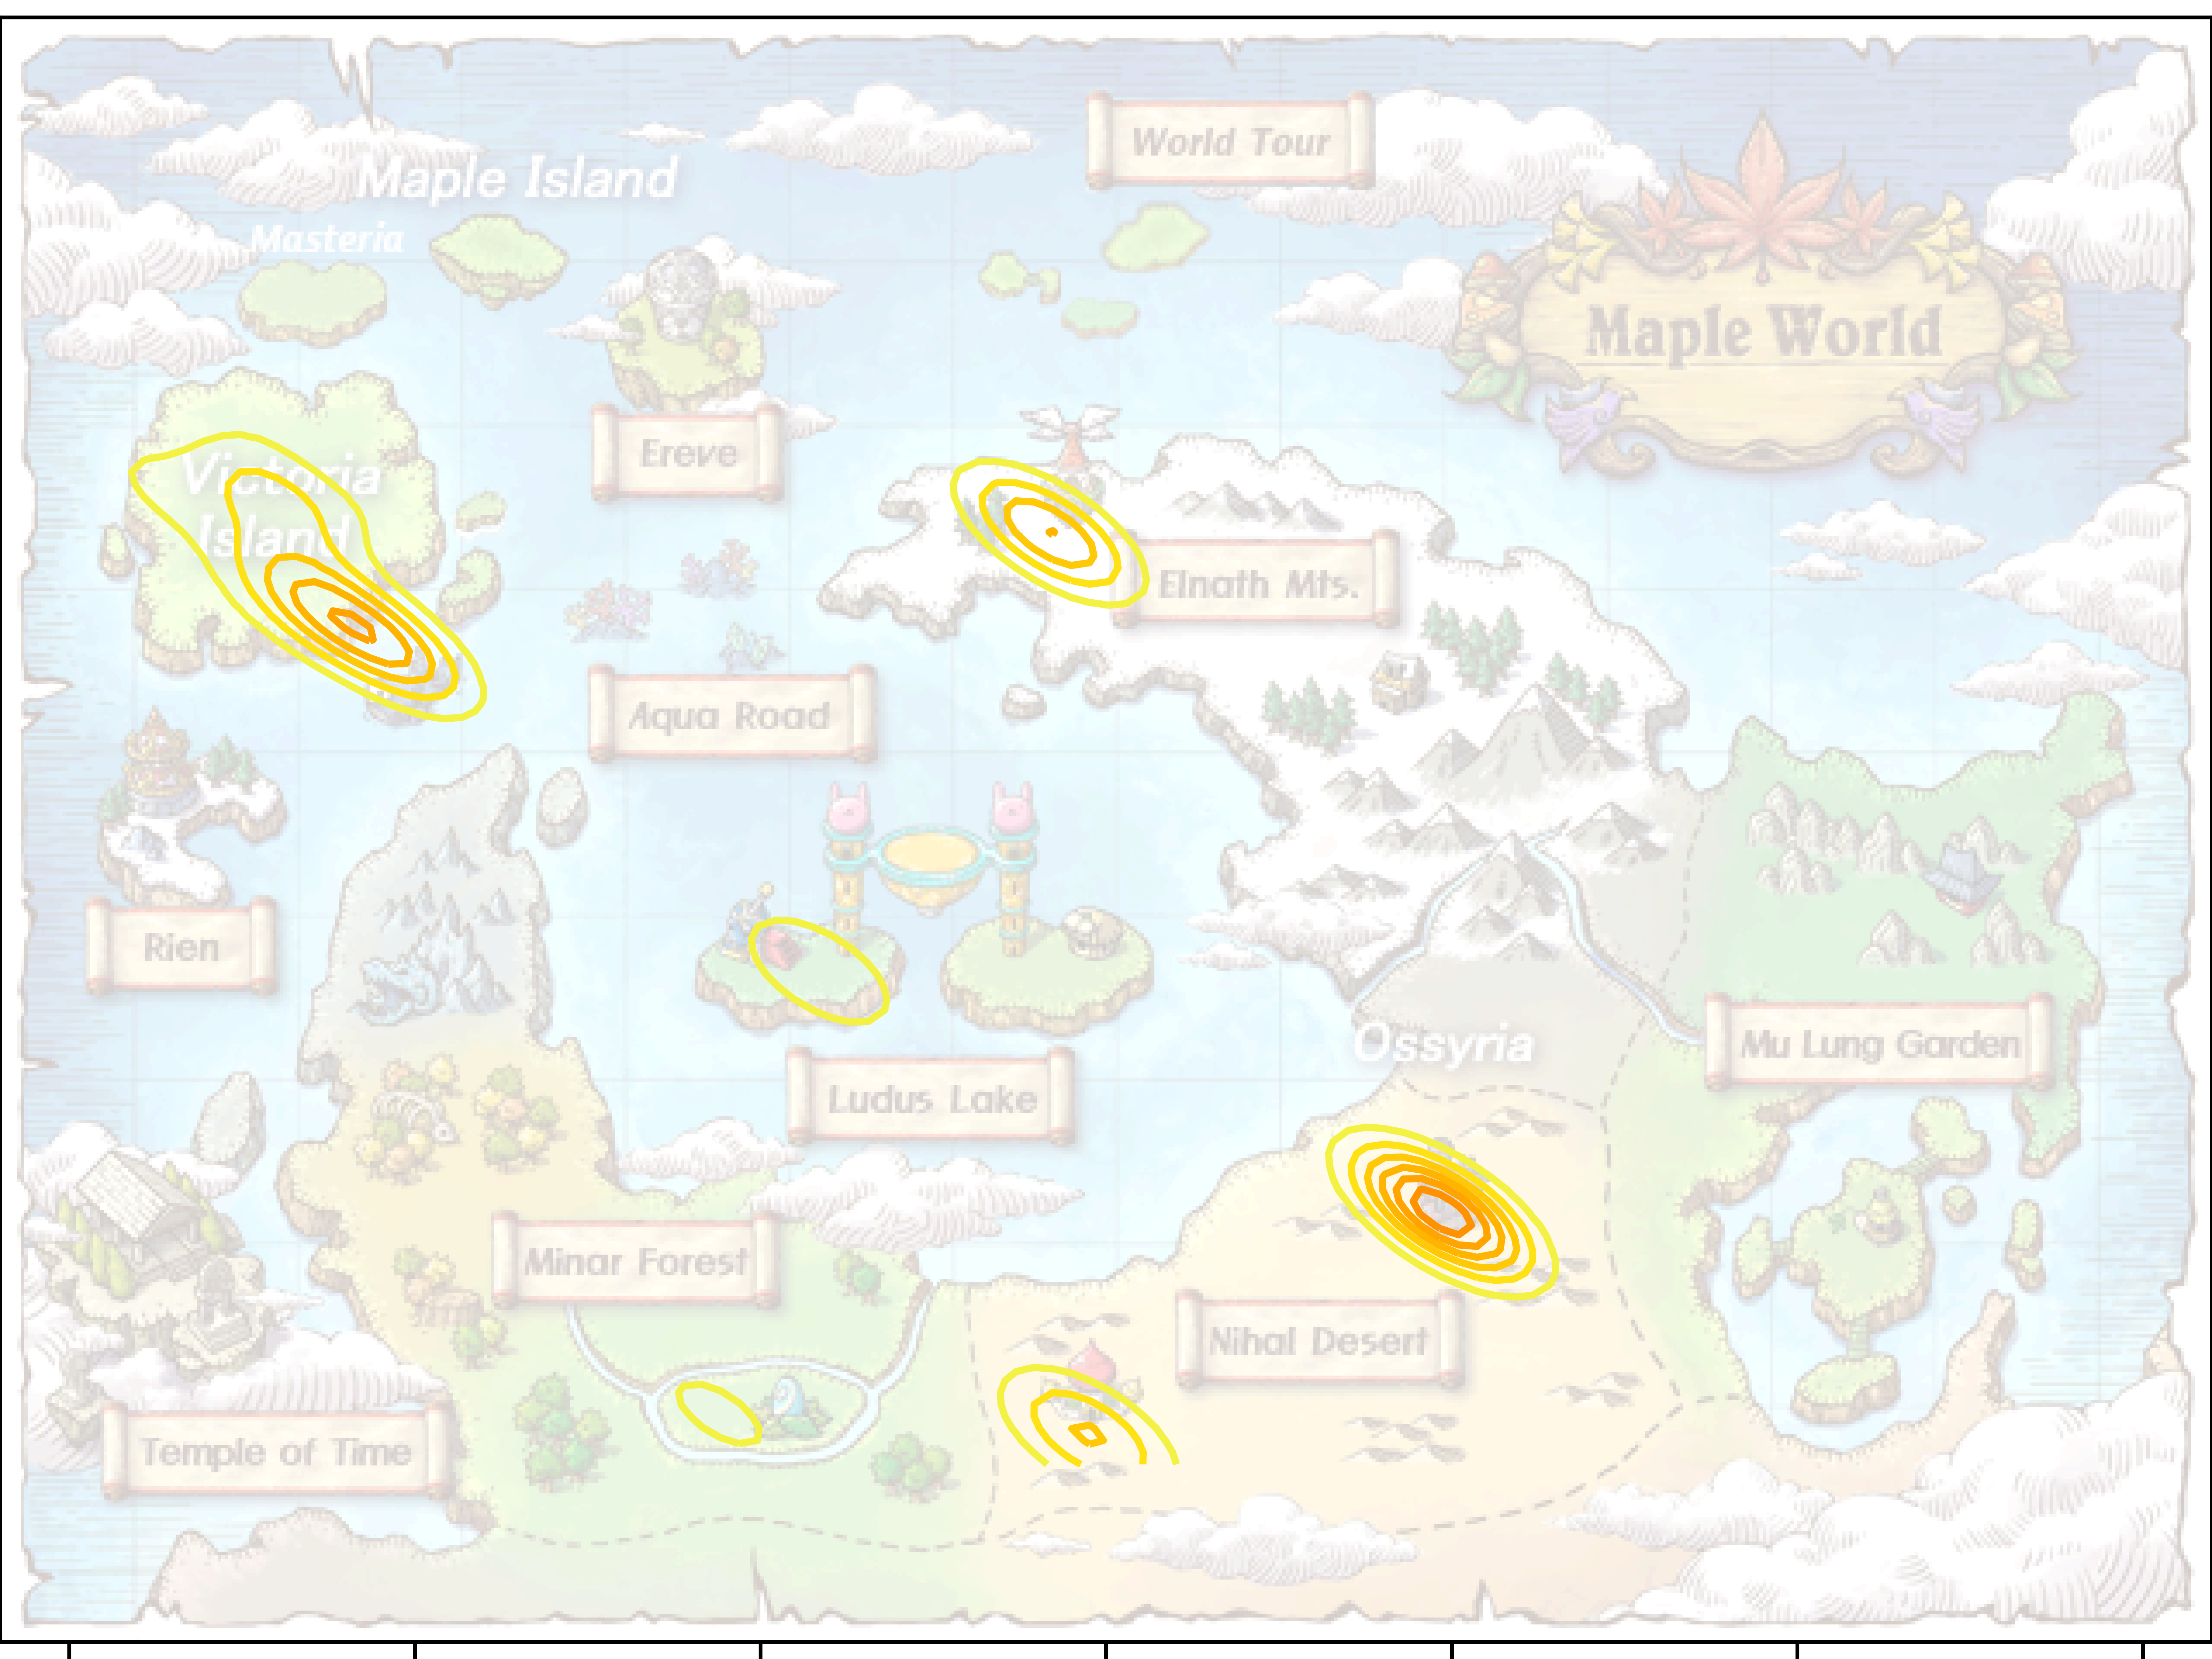 World Tour
Maple Island
Masteria
Maple World
Victoria
Island
Ereve
Elnath Mts.
Aqua Road
Rien
Ossyria
Mu Lung Garden
Ludus Lake
Minar Forest
Nihal Desert
Temple of Time